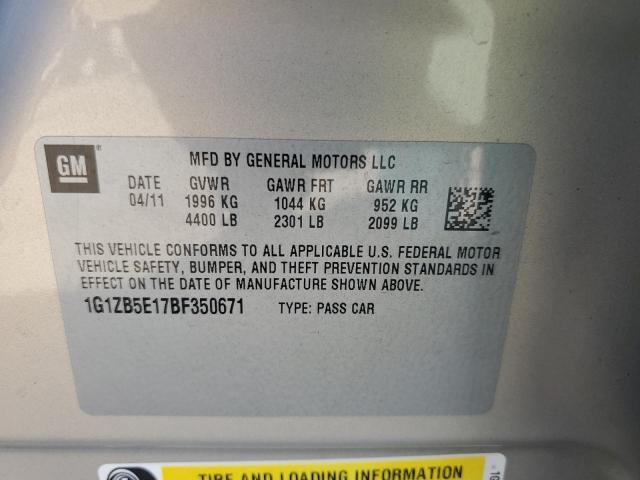 GM
MFD BY GENERAL MOTORS LLC
DATE GVWR GAWR FRT GAWR RR
04/11 1996 KG 1044 KG 952 KG
4400 LB 2301 LB 2099 LB
THIS VEHICLE CONFORMS TO ALL APPLICABLE U.S. FEDERAL MOTOR
VEHICLE SAFETY, BUMPER, AND THEFT PREVENTION STANDARDS IN
EFFECT ON THE DATE OF MANUFACTURE SHOWN ABOVE.
1G1ZB5E17BF350671 TYPE: PASS CAR
TIRE AND LOADING INFORMATION